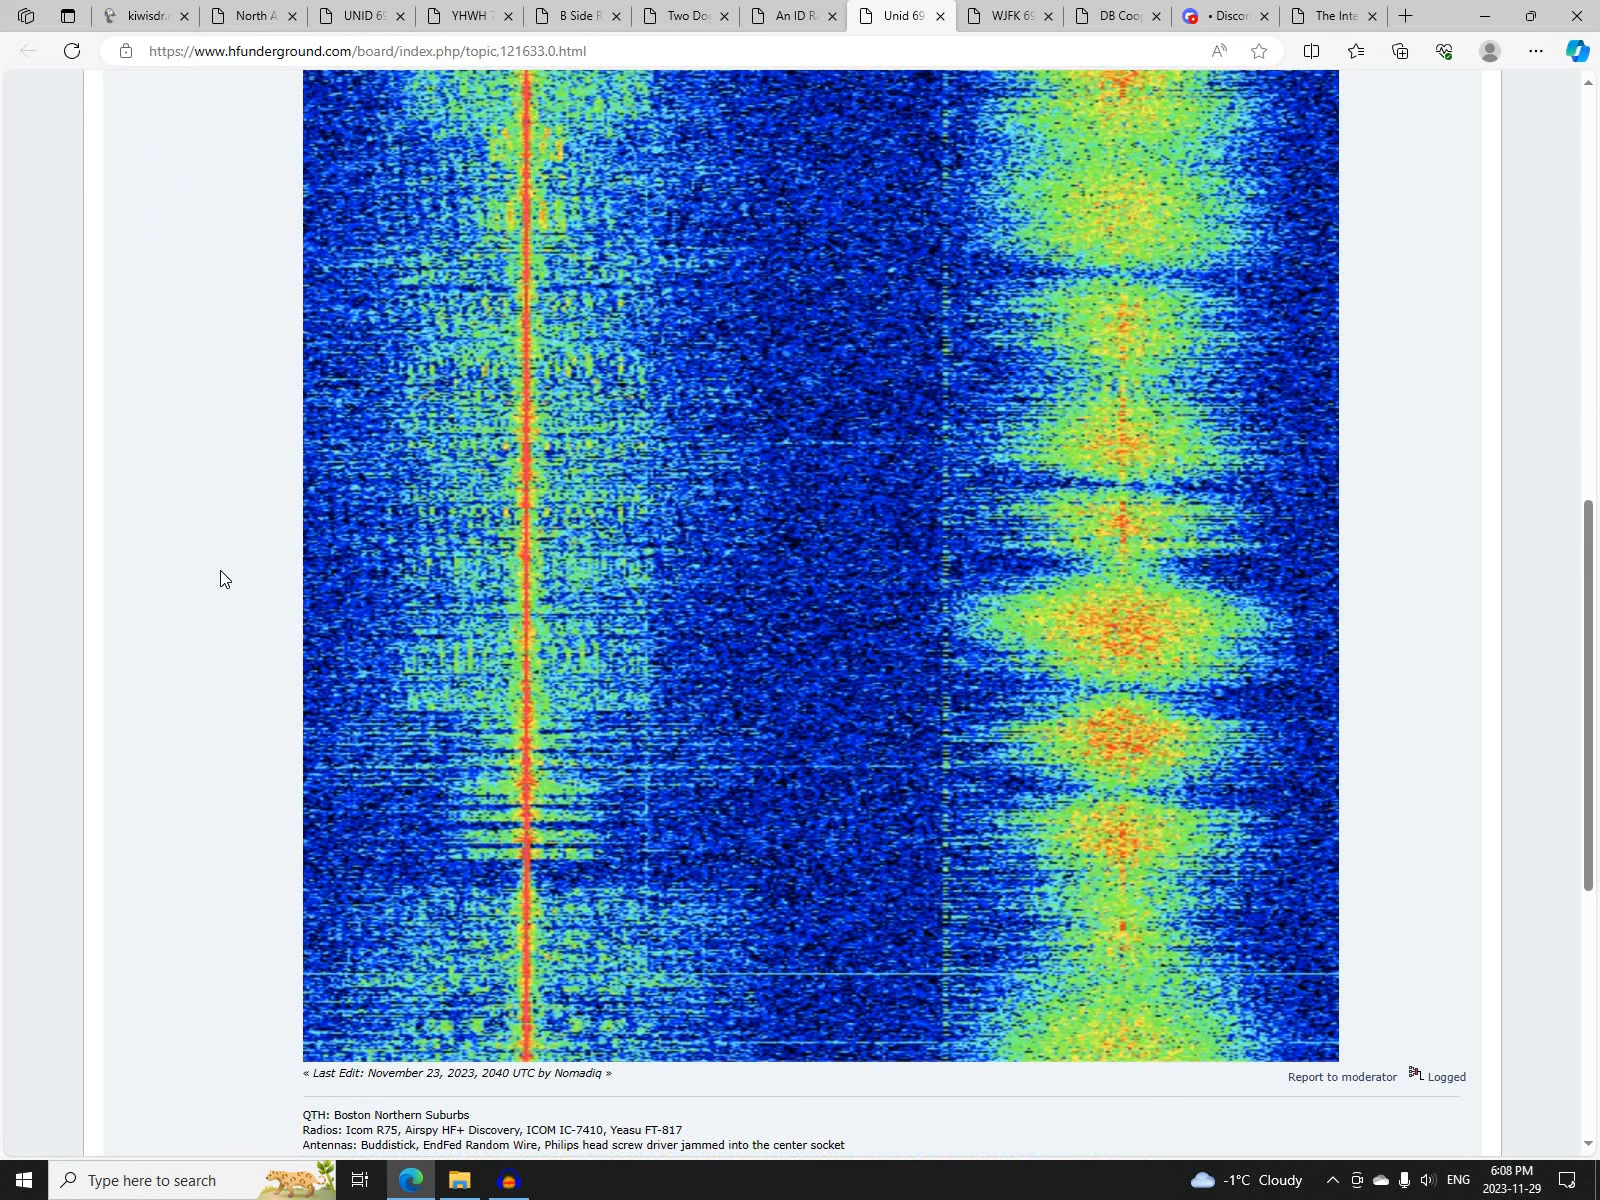 kiwisdr.
North A
UNID 69
YHWH 7
B Side R
Two Do
An ID R
Unid 69
WJFK 69
DB Coop
• Discor
The Inte
https://www.hfunderground.com/board/index.php/topic,121633.0.html
« Last Edit: November 23, 2023, 2040 UTC by Nomadiq »
Report to moderator
Logged
QTH: Boston Northern Suburbs
Radios: Icom R75, Airspy HF+ Discovery, ICOM IC-7410, Yeasu FT-817
Antennas: Buddistick, EndFed Random Wire, Philips head screw driver jammed into the center socket
Type here to search
-1°C Cloudy
ENG
6:08 PM
2023-11-29